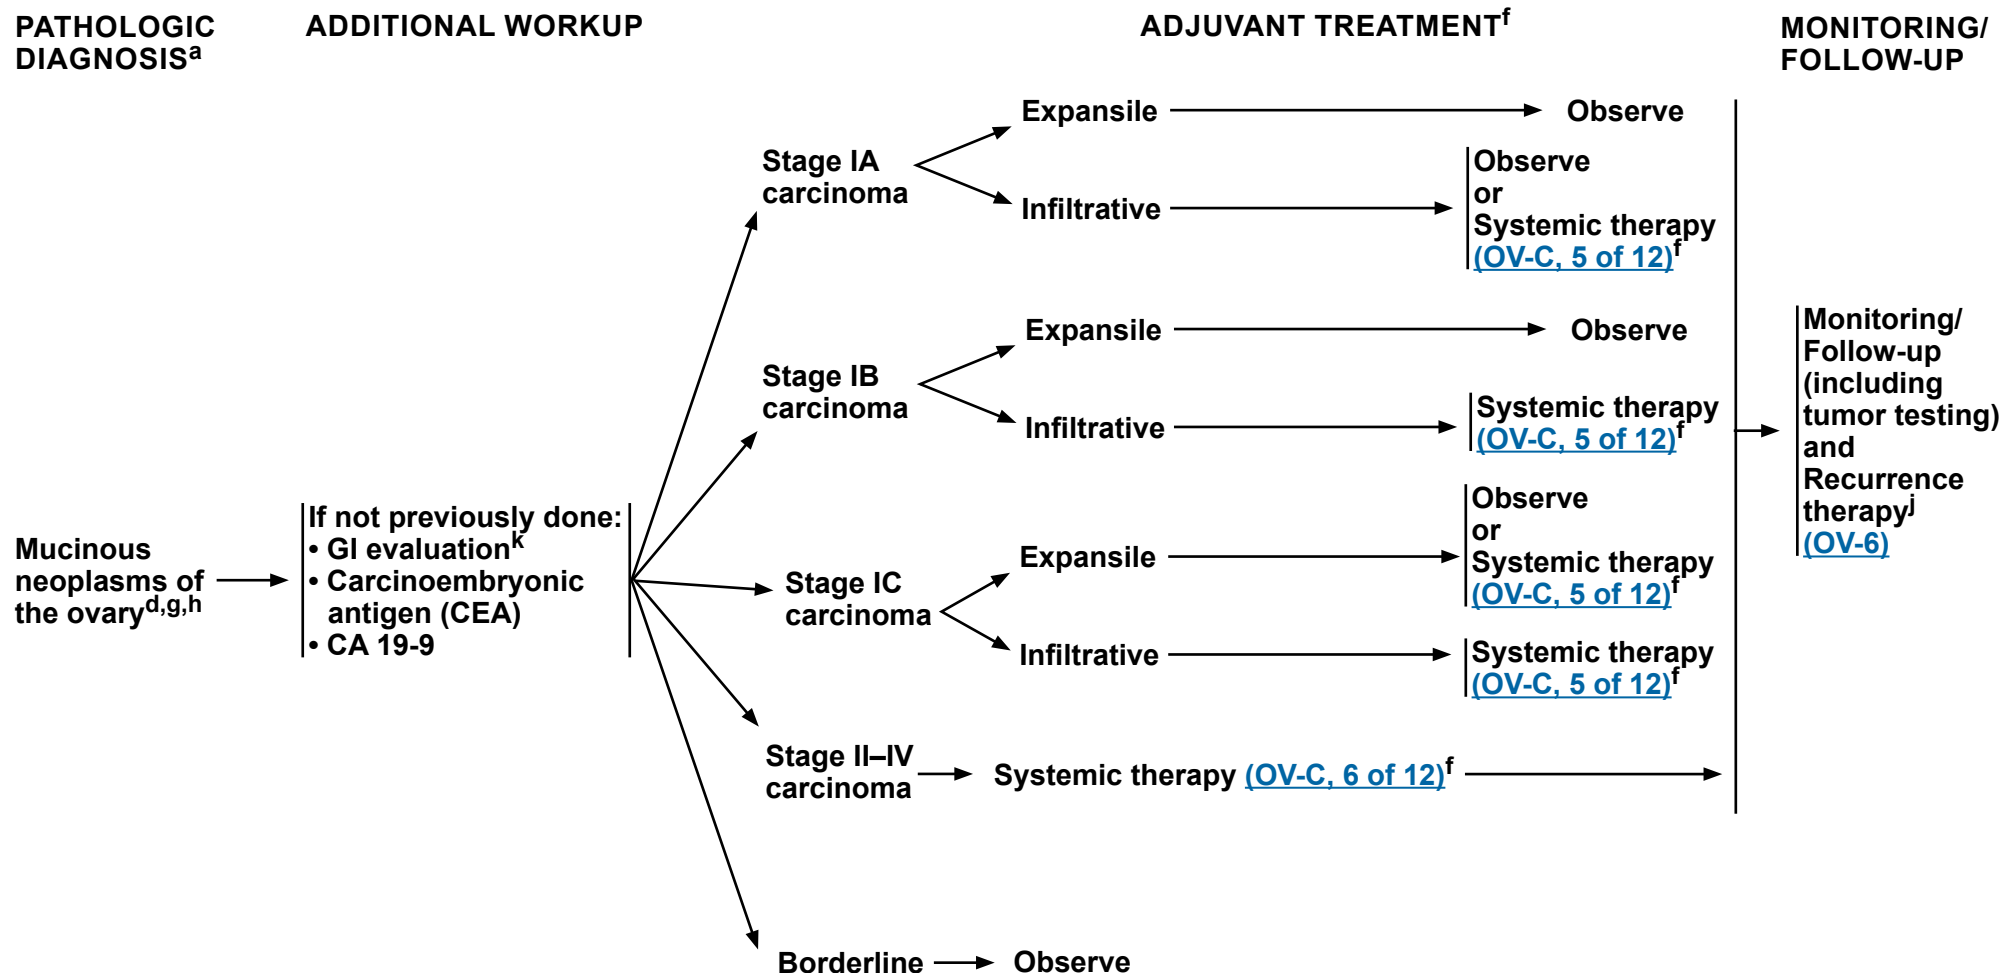 PATHOLOGIC
DIAGNOSISa
ADDITIONAL WORKUP
ADJUVANT TREATMENTf
MONITORING/
FOLLOW-UP
Mucinous
neoplasms of
the ovaryd,g,h
If not previously done:
• GI evaluationk
• Carcinoembryonic
antigen (CEA)
• CA 19-9
Stage IA
carcinoma
Expansile
Observe
Infiltrative
Observe
or
Systemic therapy
(OV-C, 5 of 12)f
Stage IB
carcinoma
Expansile
Observe
Infiltrative
Systemic therapy
(OV-C, 5 of 12)f
Stage IC
carcinoma
Expansile
Observe
or
Systemic therapy
(OV-C, 5 of 12)f
Infiltrative
Systemic therapy
(OV-C, 5 of 12)f
Stage II–IV
carcinoma
Systemic therapy (OV-C, 6 of 12)f
Borderline
Observe
Monitoring/
Follow-up
(including
tumor testing)
and
Recurrence
therapyj
(OV-6)